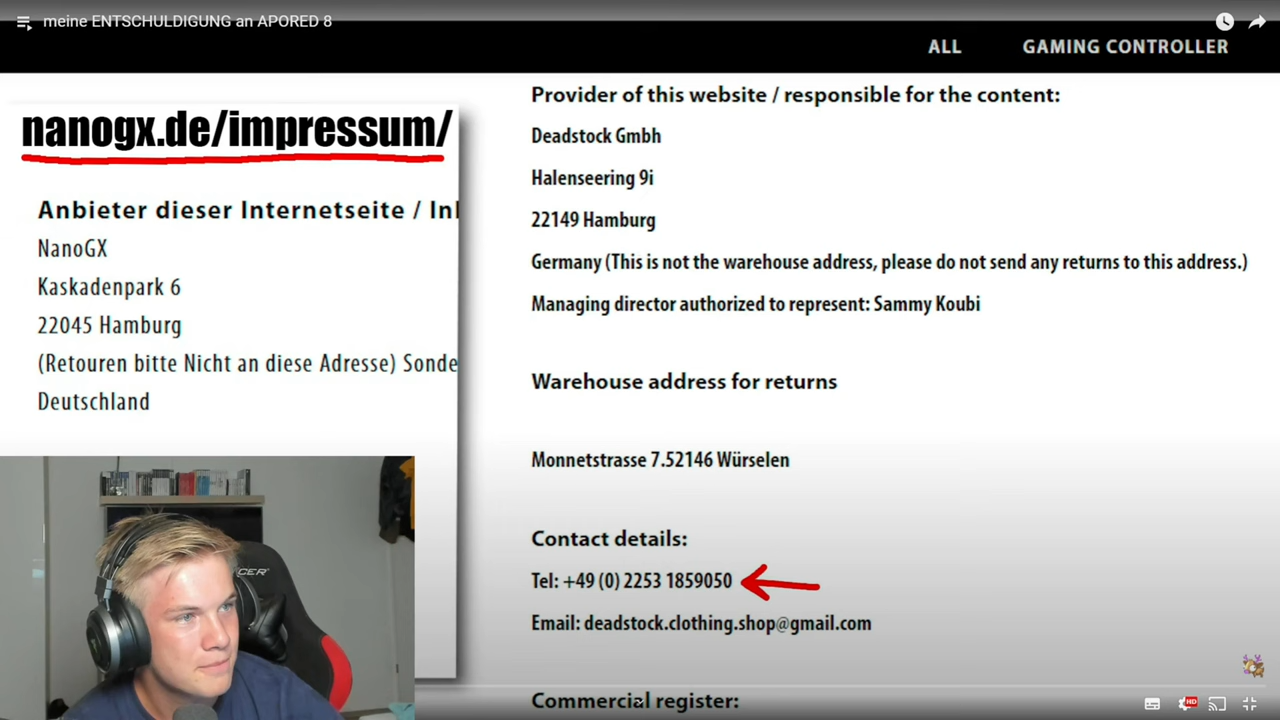 meine ENTSCHULDIGUNG an APORED 8
ALL
GAMING CONTROLLER
nanogx.de/impressum/
Anbieter dieser Internetseite / Inl
NanoGX
Kaskadenpark 6
22045 Hamburg
(Retouren bitte Nicht an diese Adresse) Sonde
Deutschland
Provider of this website / responsible for the content:
Deadstock Gmbh
Halenseering 9i
22149 Hamburg
Germany (This is not the warehouse address, please do not send any returns to this address.)
Managing director authorized to represent: Sammy Koubi
Warehouse address for returns
Monnetstrasse 7.52146 Würselen
Contact details:
Tel: +49 (0) 2253 1859050
Email: deadstock.clothing.shop@gmail.com
Commercial register:
CER
HD